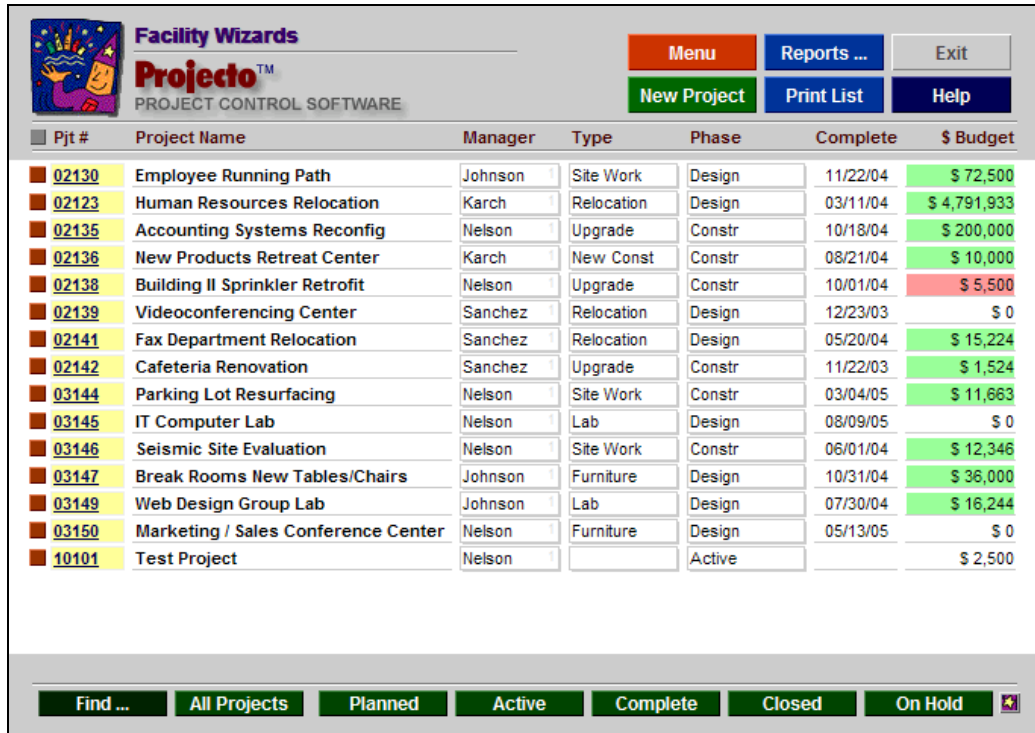 Facility Wizards
Projecto™
PROJECT CONTROL SOFTWARE
Menu Reports ... Exit
New Project Print List Help
Pjt # Project Name Manager Type Phase Complete $ Budget
02130 Employee Running Path Johnson Site Work Design 11/22/04 $ 72,500
02123 Human Resources Relocation Karch Relocation Design 03/11/04 $ 4,791,933
02135 Accounting Systems Reconfig Nelson Upgrade Constr 10/18/04 $ 200,000
02136 New Products Retreat Center Karch New Const Constr 08/21/04 $ 10,000
02138 Building II Sprinkler Retrofit Nelson Upgrade Constr 10/01/04 $ 5,500
02139 Videoconferencing Center Sanchez Relocation Design 12/23/03 $ 0
02141 Fax Department Relocation Sanchez Relocation Design 05/20/04 $ 15,224
02142 Cafeteria Renovation Sanchez Upgrade Constr 11/22/03 $ 1,524
03144 Parking Lot Resurfacing Nelson Site Work Constr 03/04/05 $ 11,663
03145 IT Computer Lab Nelson Lab Design 08/09/05 $ 0
03146 Seismic Site Evaluation Nelson Site Work Constr 06/01/04 $ 12,346
03147 Break Rooms New Tables/Chairs Johnson Furniture Design 10/31/04 $ 36,000
03149 Web Design Group Lab Johnson Lab Design 07/30/04 $ 16,244
03150 Marketing / Sales Conference Center Nelson Furniture Design 05/13/05 $ 0
10101 Test Project Nelson Active $ 2,500
Find ... All Projects Planned Active Complete Closed On Hold